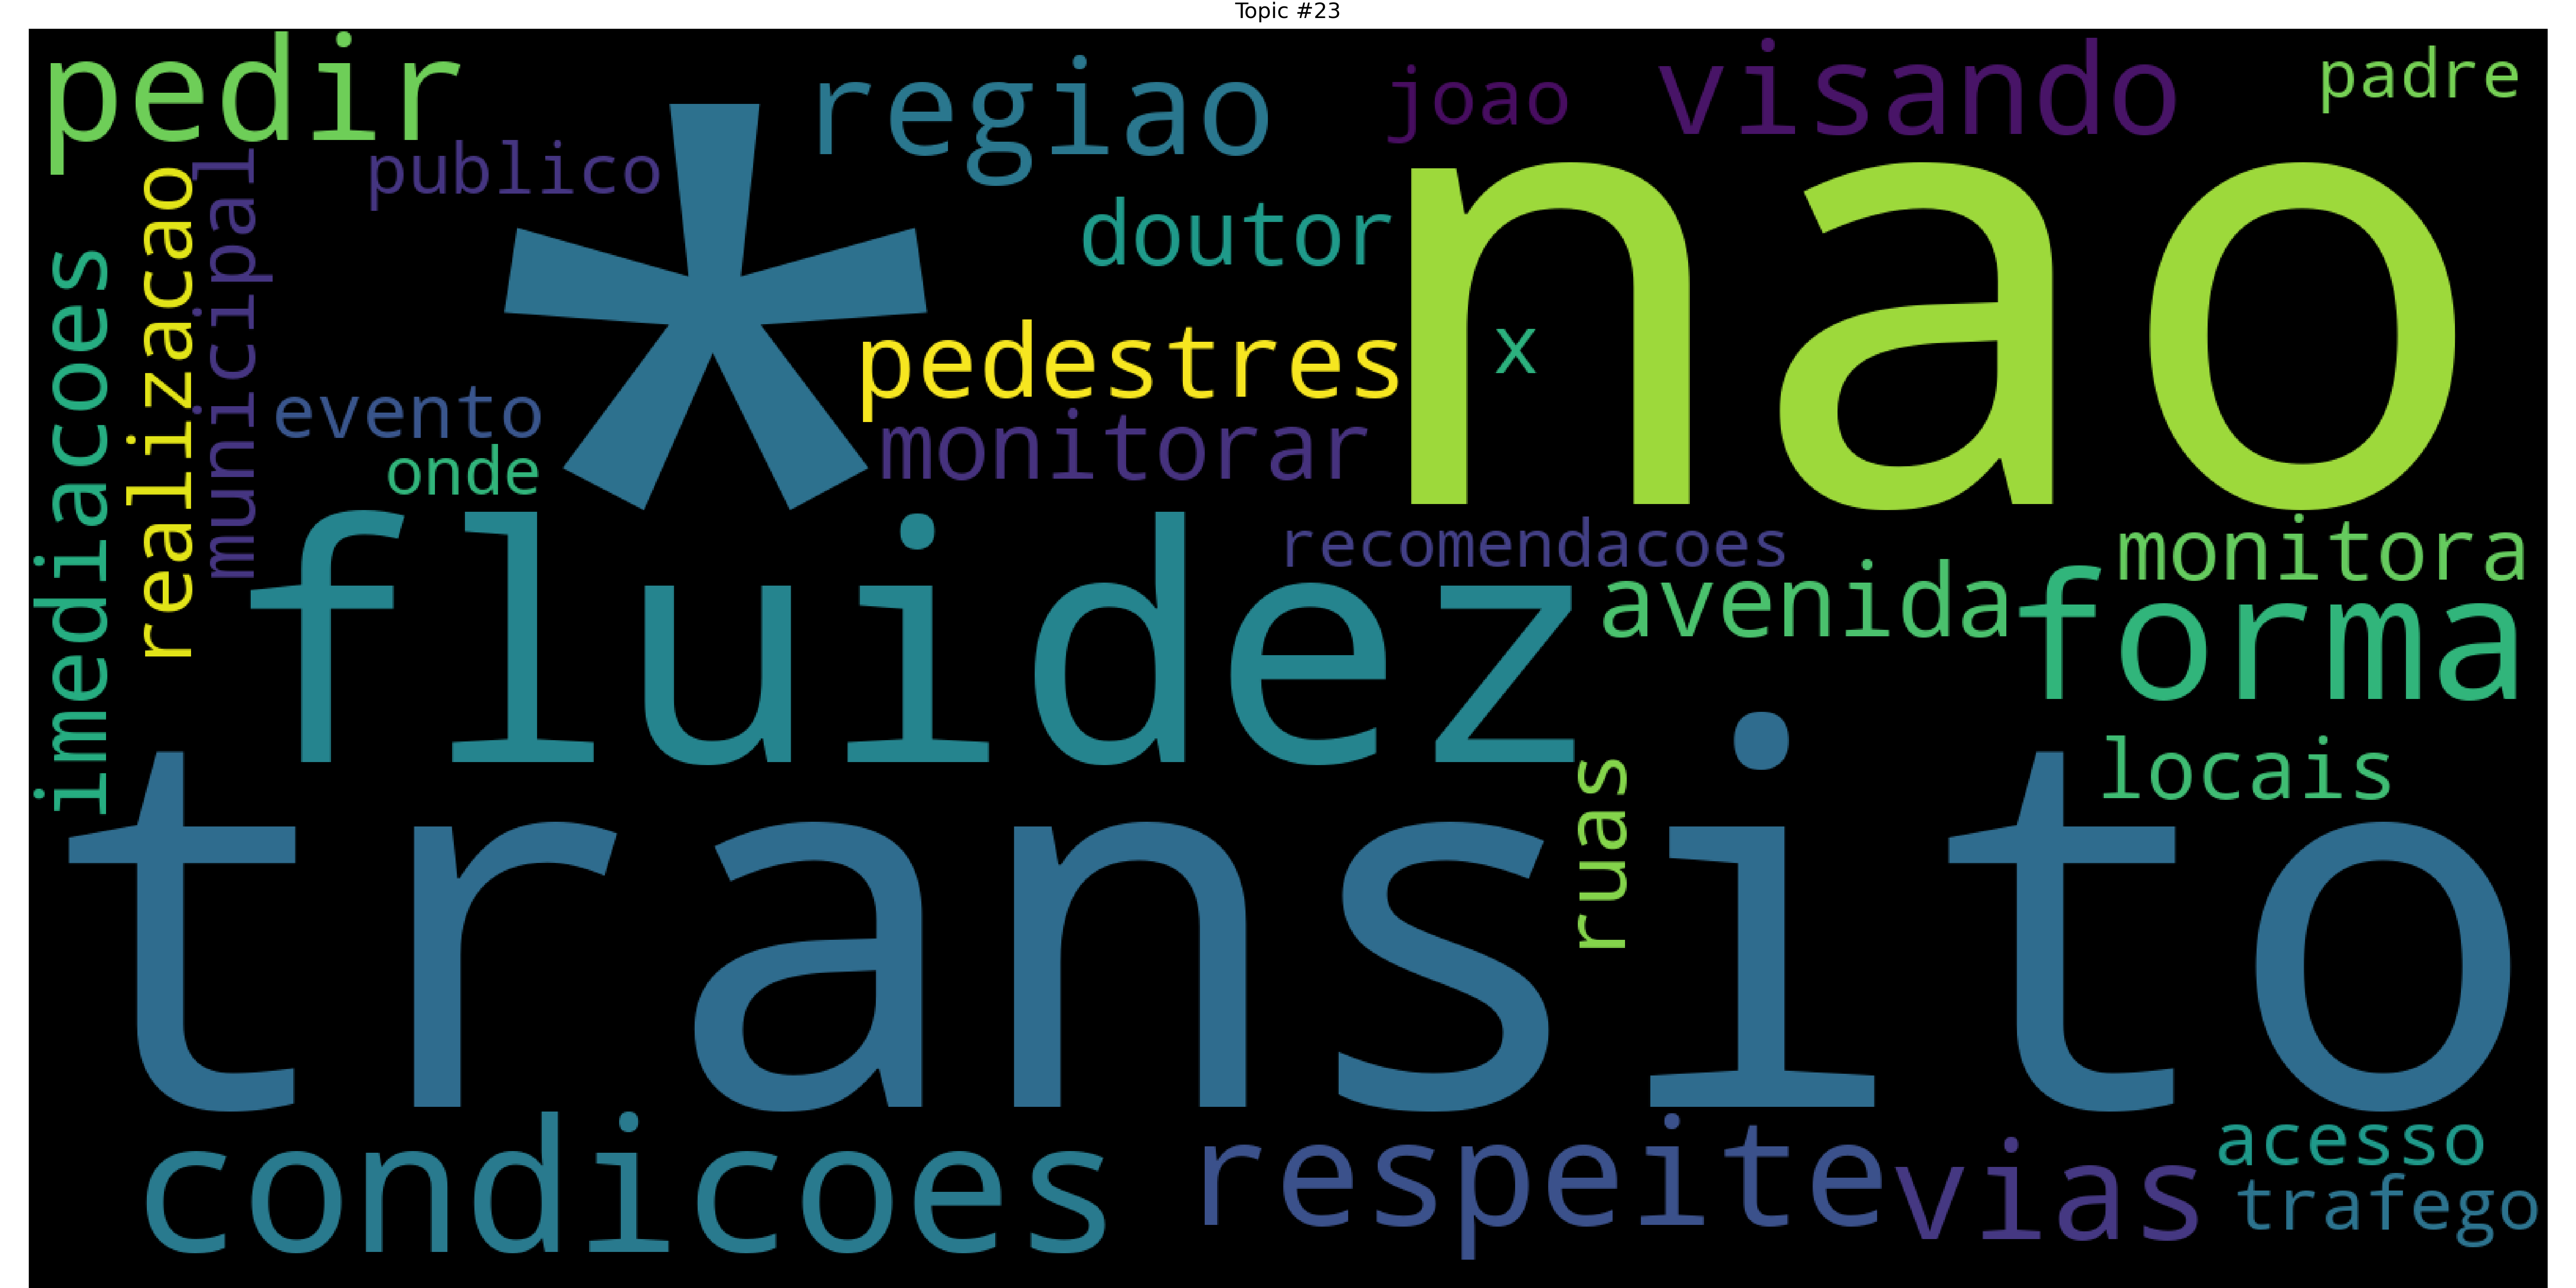 Topic #23
pedir
regiao
joao
visando
padre
publico
*
nao
doutor
imediacoes
realizacao
municipal
pedestres
x
evento
monitorar
onde
fluidez
recomendacoes
monitora
avenida
forma
transito
ruas
locais
condicoes
respeite
vias
acesso
trafego